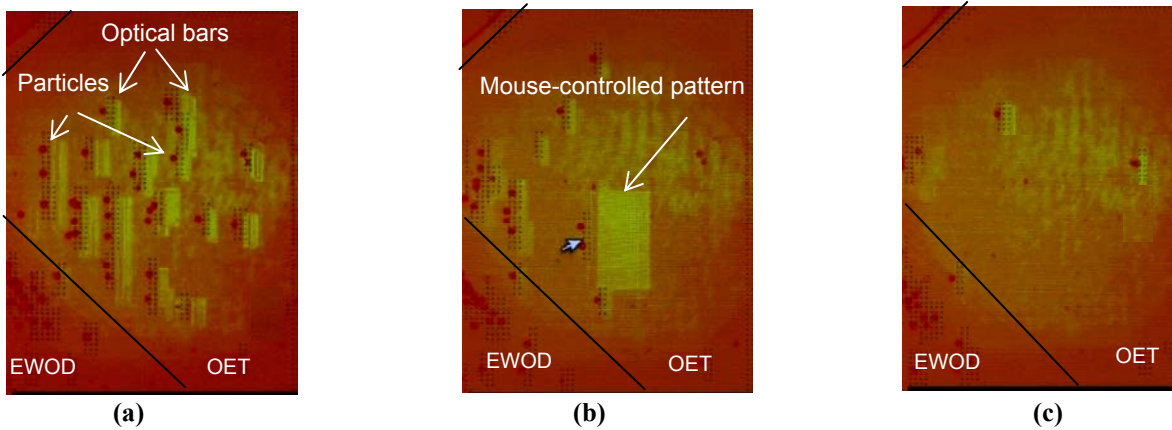 Optical bars
Particles
EWOD
OET
(a)
Mouse-controlled pattern
EWOD
OET
(b)
EWOD
OET
(c)